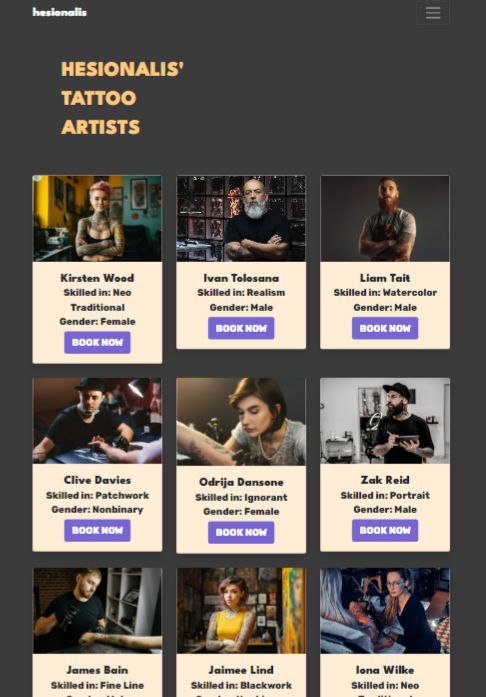 hesionalis
HESIONALIS'
TATTOO
ARTISTS
Kirsten Wood
Skilled in: Neo
Traditional
Gender: Female
BOOK NOW
Ivan Tolosana
Skilled in: Realism
Gender: Male
BOOK NOW
Liam Tait
Skilled in: Watercolor
Gender: Male
BOOK NOW
Clive Davies
Skilled in: Patchwork
Gender: Nonbinary
BOOK NOW
Odrija Dansone
Skilled in: Ignorant
Gender: Female
BOOK NOW
Zak Reid
Skilled in: Portrait
Gender: Male
BOOK NOW
James Bain
Skilled in: Fine Line
Jaimee Lind
Skilled in: Blackwork
Iona Wilke
Skilled in: Neo